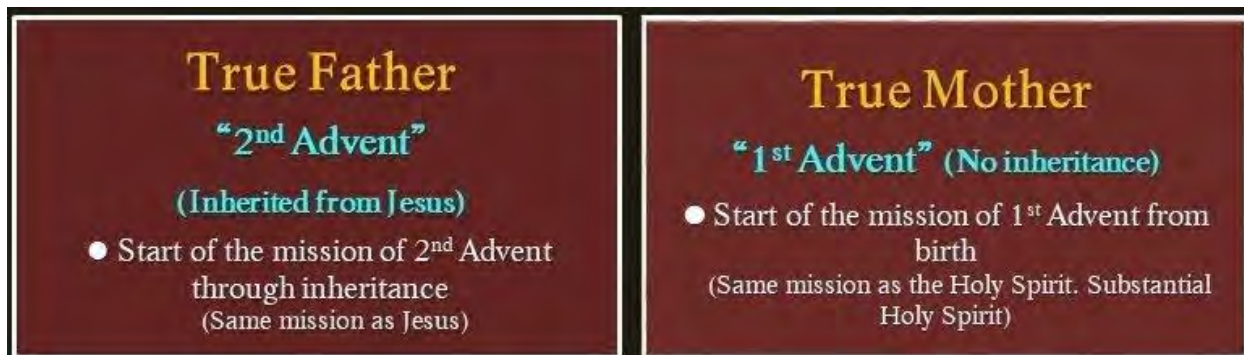 True Father
“2nd Advent”
(Inherited from Jesus)
● Start of the mission of 2nd Advent
through inheritance
(Same mission as Jesus)
True Mother
“1st Advent” (No inheritance)
● Start of the mission of 1st Advent from
birth
(Same mission as the Holy Spirit. Substantial
Holy Spirit)